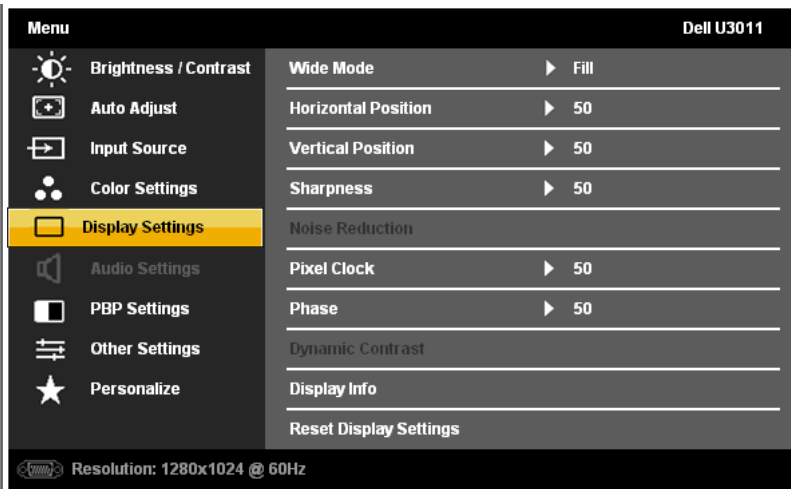 Menu Dell U3011
Brightness / Contrast Wide Mode Fill
Auto Adjust Horizontal Position 50
Input Source Vertical Position 50
Color Settings Sharpness 50
Display Settings Noise Reduction
Audio Settings Pixel Clock 50
PBP Settings Phase 50
Other Settings Dynamic Contrast
Personalize Display Info
Reset Display Settings
Resolution: 1280x1024 @ 60Hz